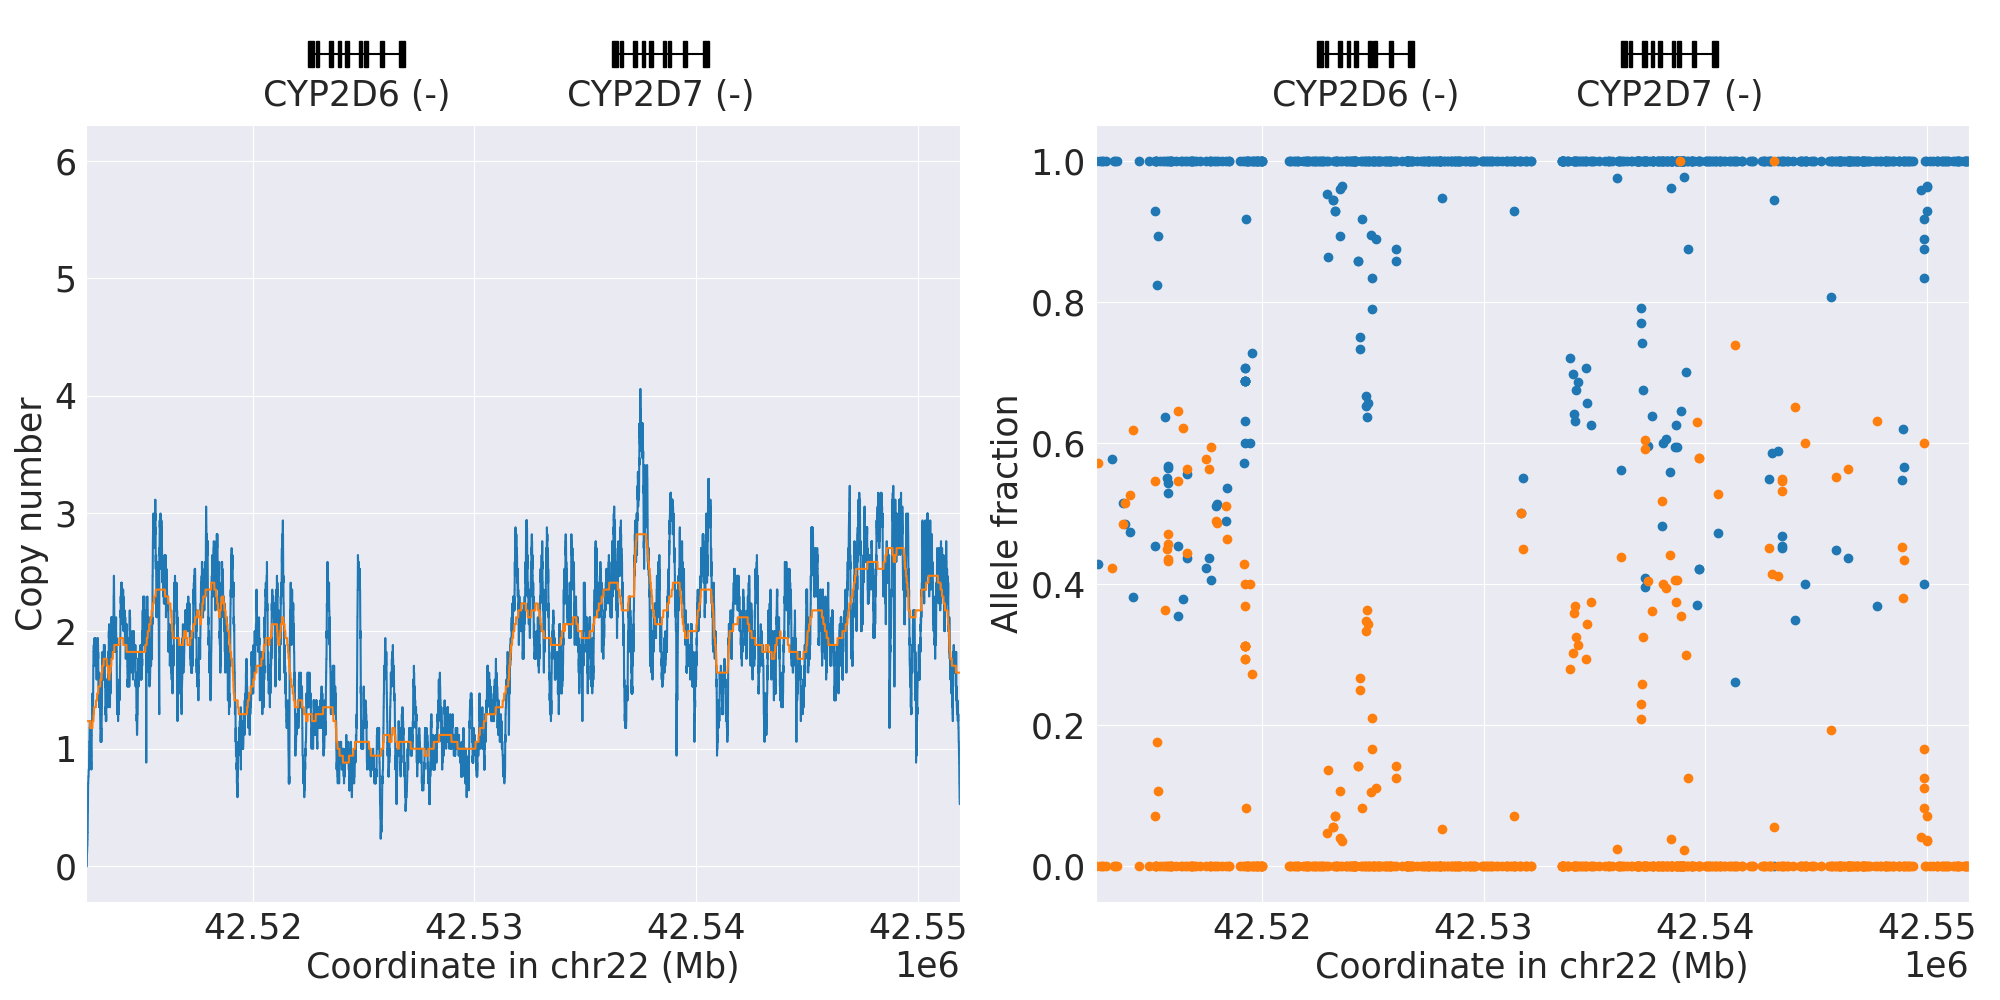 CYP2D6 (-) CYP2D7 (-)
6
5
4
3
2
1
0
Copy number
42.52 42.53 42.54 42.55
Coordinate in chr22 (Mb)
1e6
CYP2D6 (-) CYP2D7 (-)
1.0
0.8
0.6
0.4
0.2
0.0
Allele fraction
42.52 42.53 42.54 42.55
Coordinate in chr22 (Mb)
1e6